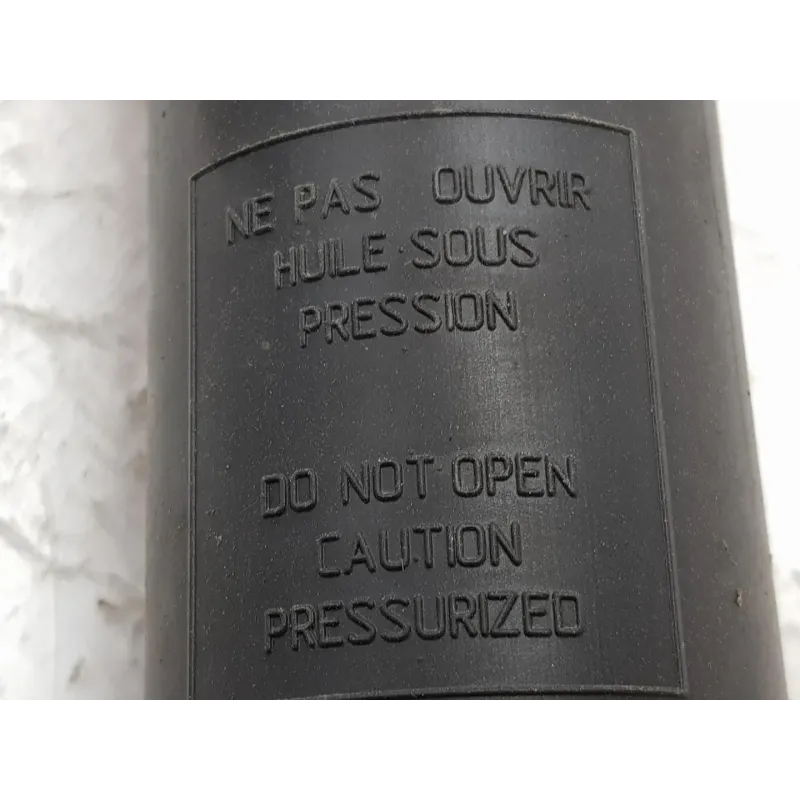 NE PAS OUVRIR
HUILE SOUS
PRESSION
DO NOT OPEN
CAUTION
PRESSURIZED